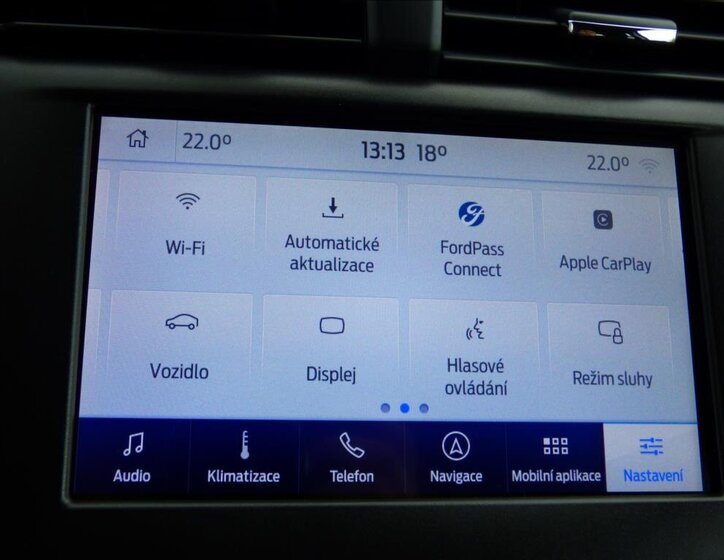 22.0° 13:13 18° 22.0°
Wi-Fi
Automatické
aktualizace
FordPass
Connect
Apple CarPlay
Vozidlo
Displej
Hlasové
ovládání
Režim sluhy
Audio
Klimatizace
Telefon
Navigace
Mobilní aplikace
Nastavení